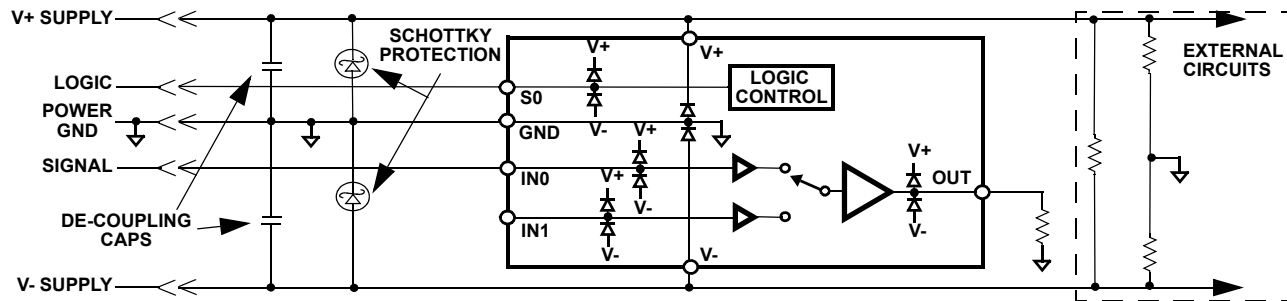 V+ SUPPLY
LOGIC
POWER
GND
SIGNAL
DE-COUPLING
CAPS
V- SUPPLY
SCHOTTKY
PROTECTION
V+
V+
S0
LOGIC
CONTROL
V-
GND
V+
IN0
V+
V-
IN1
V-
V+
OUT
V-
V-
EXTERNAL
CIRCUITS